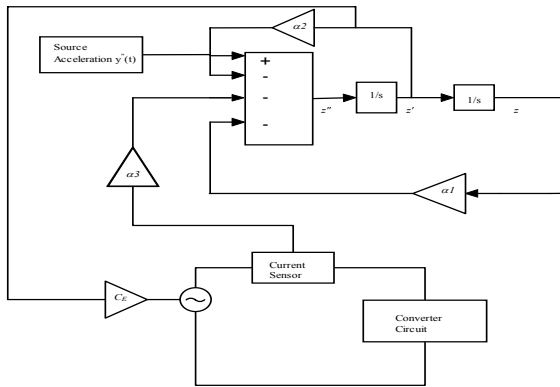 α2
Source
Acceleration y''(t)
+
-
-
-
z''
1/s
z'
1/s
z
α3
α1
Current
Sensor
C_E
Converter
Circuit